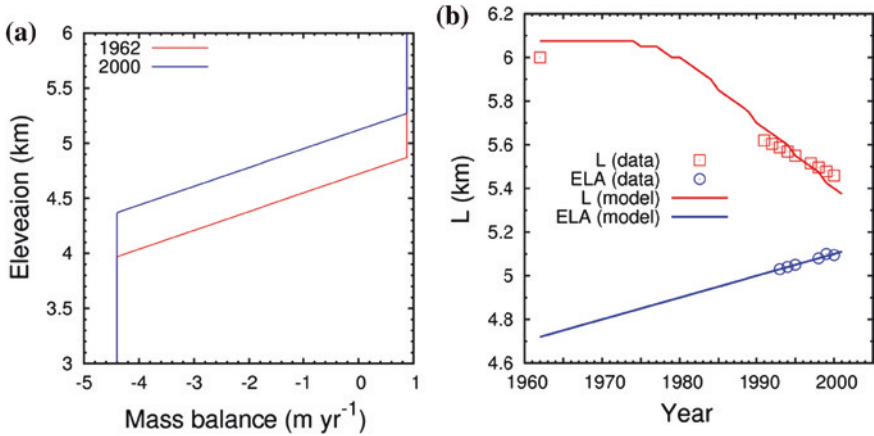 (a)
1962
2000
6
5.5
5
4.5
4
3.5
3
Eleveaion (km)
-5 -4 -3 -2 -1 0 1
Mass balance (m yr-1)
(b)
6.2
6
5.8
5.6
5.4
5.2
5
4.8
4.6
L (km)
L (data)
ELA (data)
L (model)
ELA (model)
1960 1970 1980 1990 2000
Year